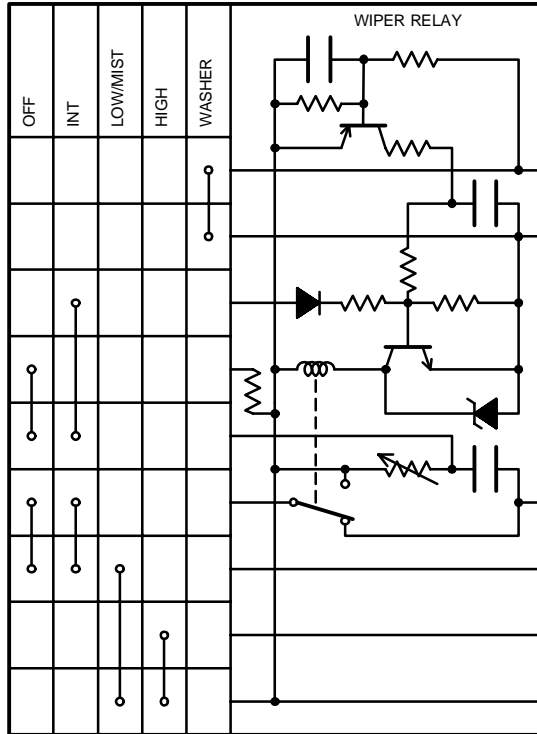 WIPER RELAY
OFF
INT
LOW/MIST
HIGH
WASHER